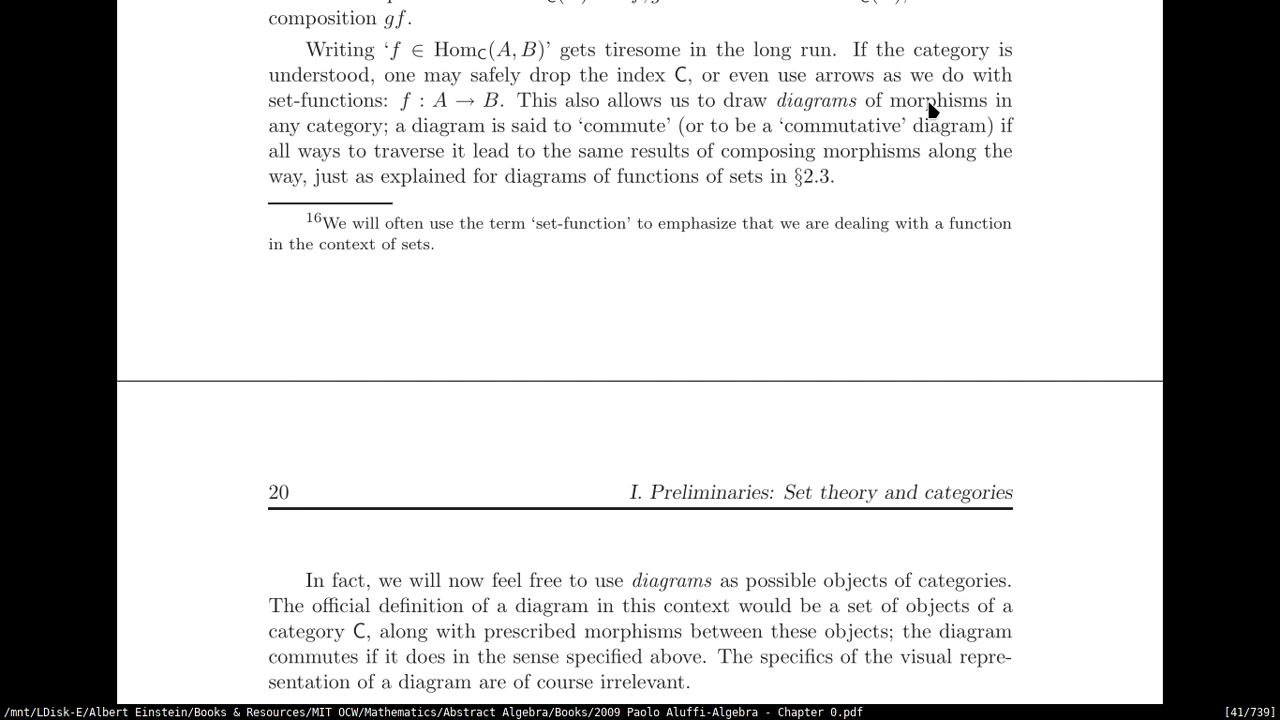 composition gf.
Writing ‘f ∈ Hom_C(A, B)’ gets tiresome in the long run. If the category is
understood, one may safely drop the index C, or even use arrows as we do with
set-functions: f : A → B. This also allows us to draw diagrams of morphisms in
any category; a diagram is said to ‘commute’ (or to be a ‘commutative’ diagram) if
all ways to traverse it lead to the same results of composing morphisms along the
way, just as explained for diagrams of functions of sets in §2.3.
16We will often use the term ‘set-function’ to emphasize that we are dealing with a function
in the context of sets.
20 I. Preliminaries: Set theory and categories
In fact, we will now feel free to use diagrams as possible objects of categories.
The official definition of a diagram in this context would be a set of objects of a
category C, along with prescribed morphisms between these objects; the diagram
commutes if it does in the sense specified above. The specifics of the visual repre-
sentation of a diagram are of course irrelevant.
/mnt/LDisk-E/Albert Einstein/Books & Resources/MIT OCW/Mathematics/Abstract Algebra/Books/2009 Paolo Aluffi-Algebra - Chapter 0.pdf [41/739]